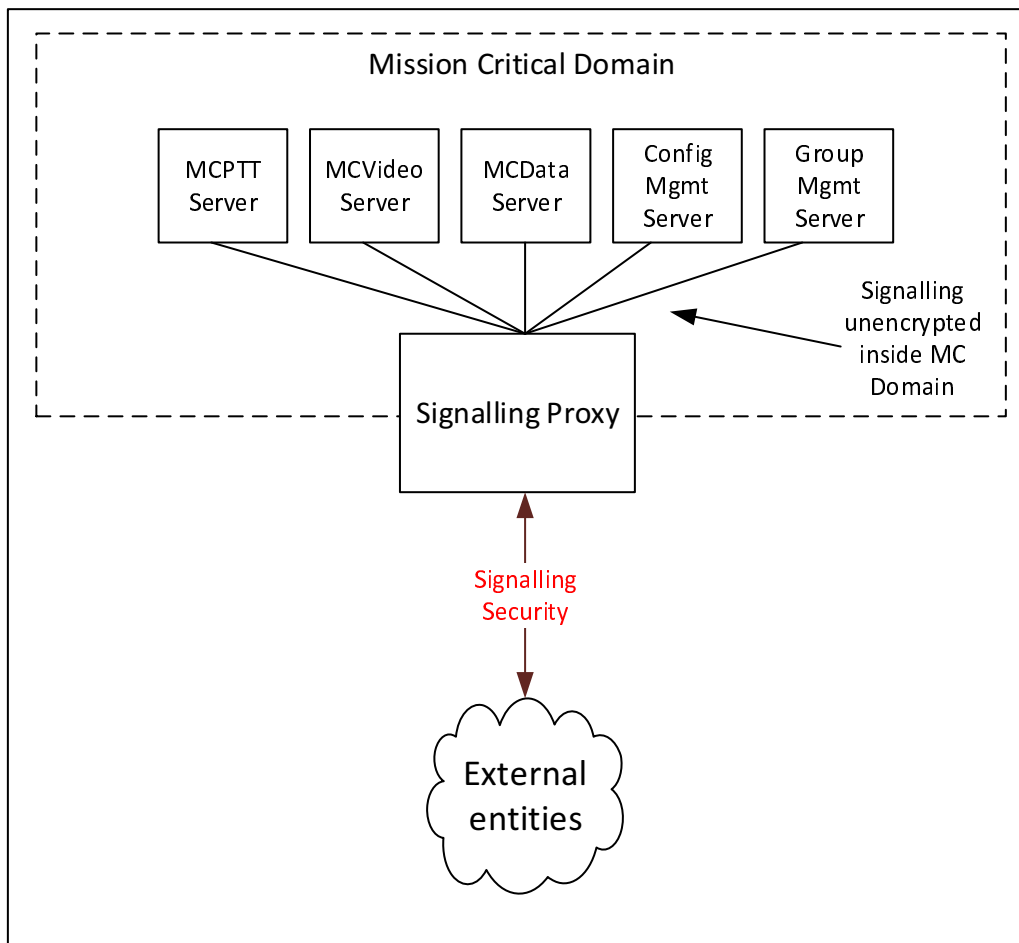 Mission Critical Domain
MCPTT
Server
MCVideo
Server
MCData
Server
Config
Mgmt
Server
Group
Mgmt
Server
Signalling
unencrypted
inside MC
Domain
Signalling Proxy
Signalling
Security
External
entities